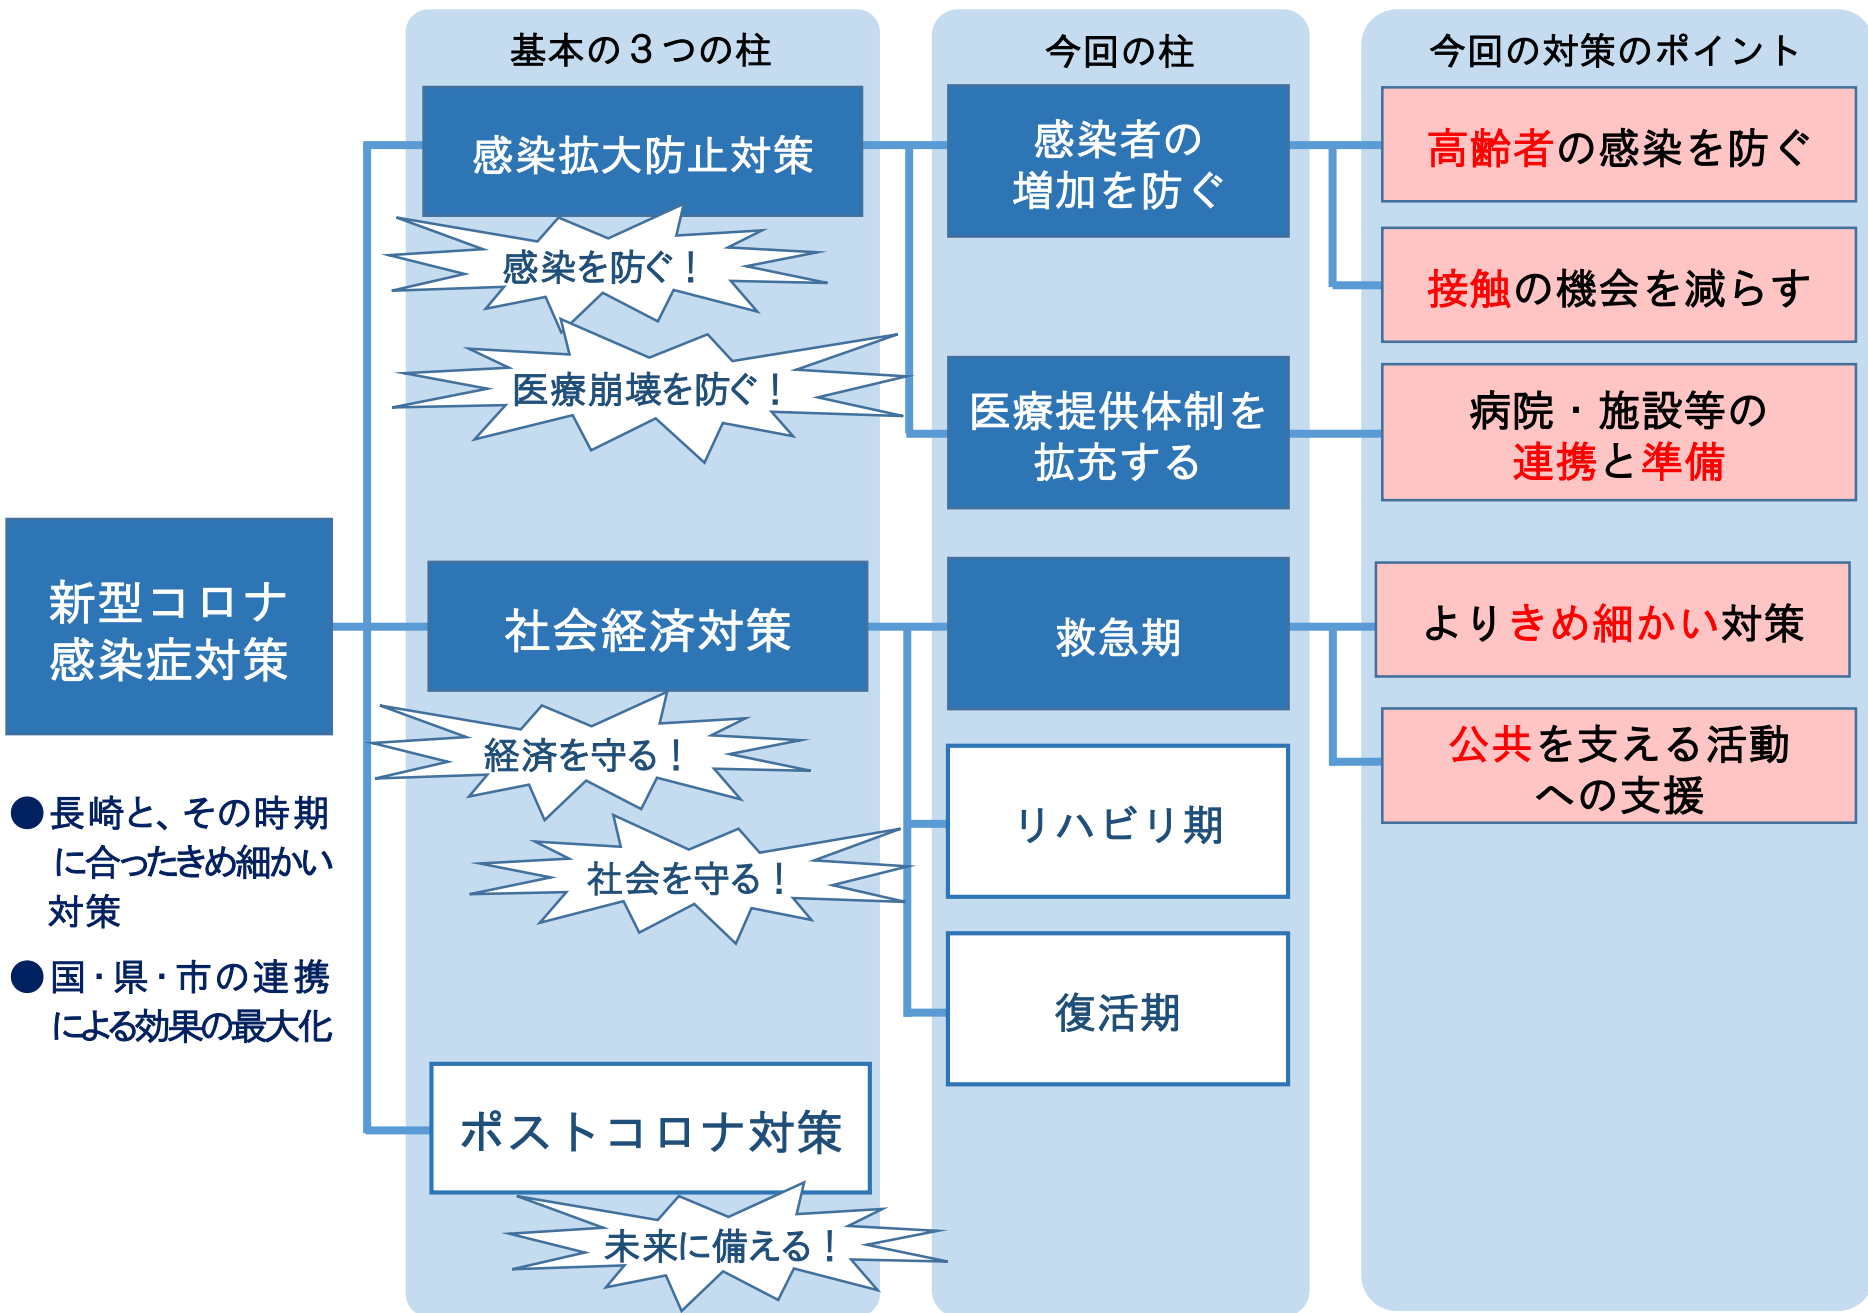 基本の３つの柱
今回の柱
今回の対策のポイント
新型コロナ
感染症対策
●長崎と、その時期
に合ったきめ細かい
対策
●国・県・市の連携
による効果の最大化
感染拡大防止対策
感染を防ぐ！
医療崩壊を防ぐ！
社会経済対策
経済を守る！
社会を守る！
ポストコロナ対策
未来に備える！
感染者の
増加を防ぐ
医療提供体制を
拡充する
救急期
リハビリ期
復活期
高齢者の感染を防ぐ
接触の機会を減らす
病院・施設等の
連携と準備
よりきめ細かい対策
公共を支える活動
への支援